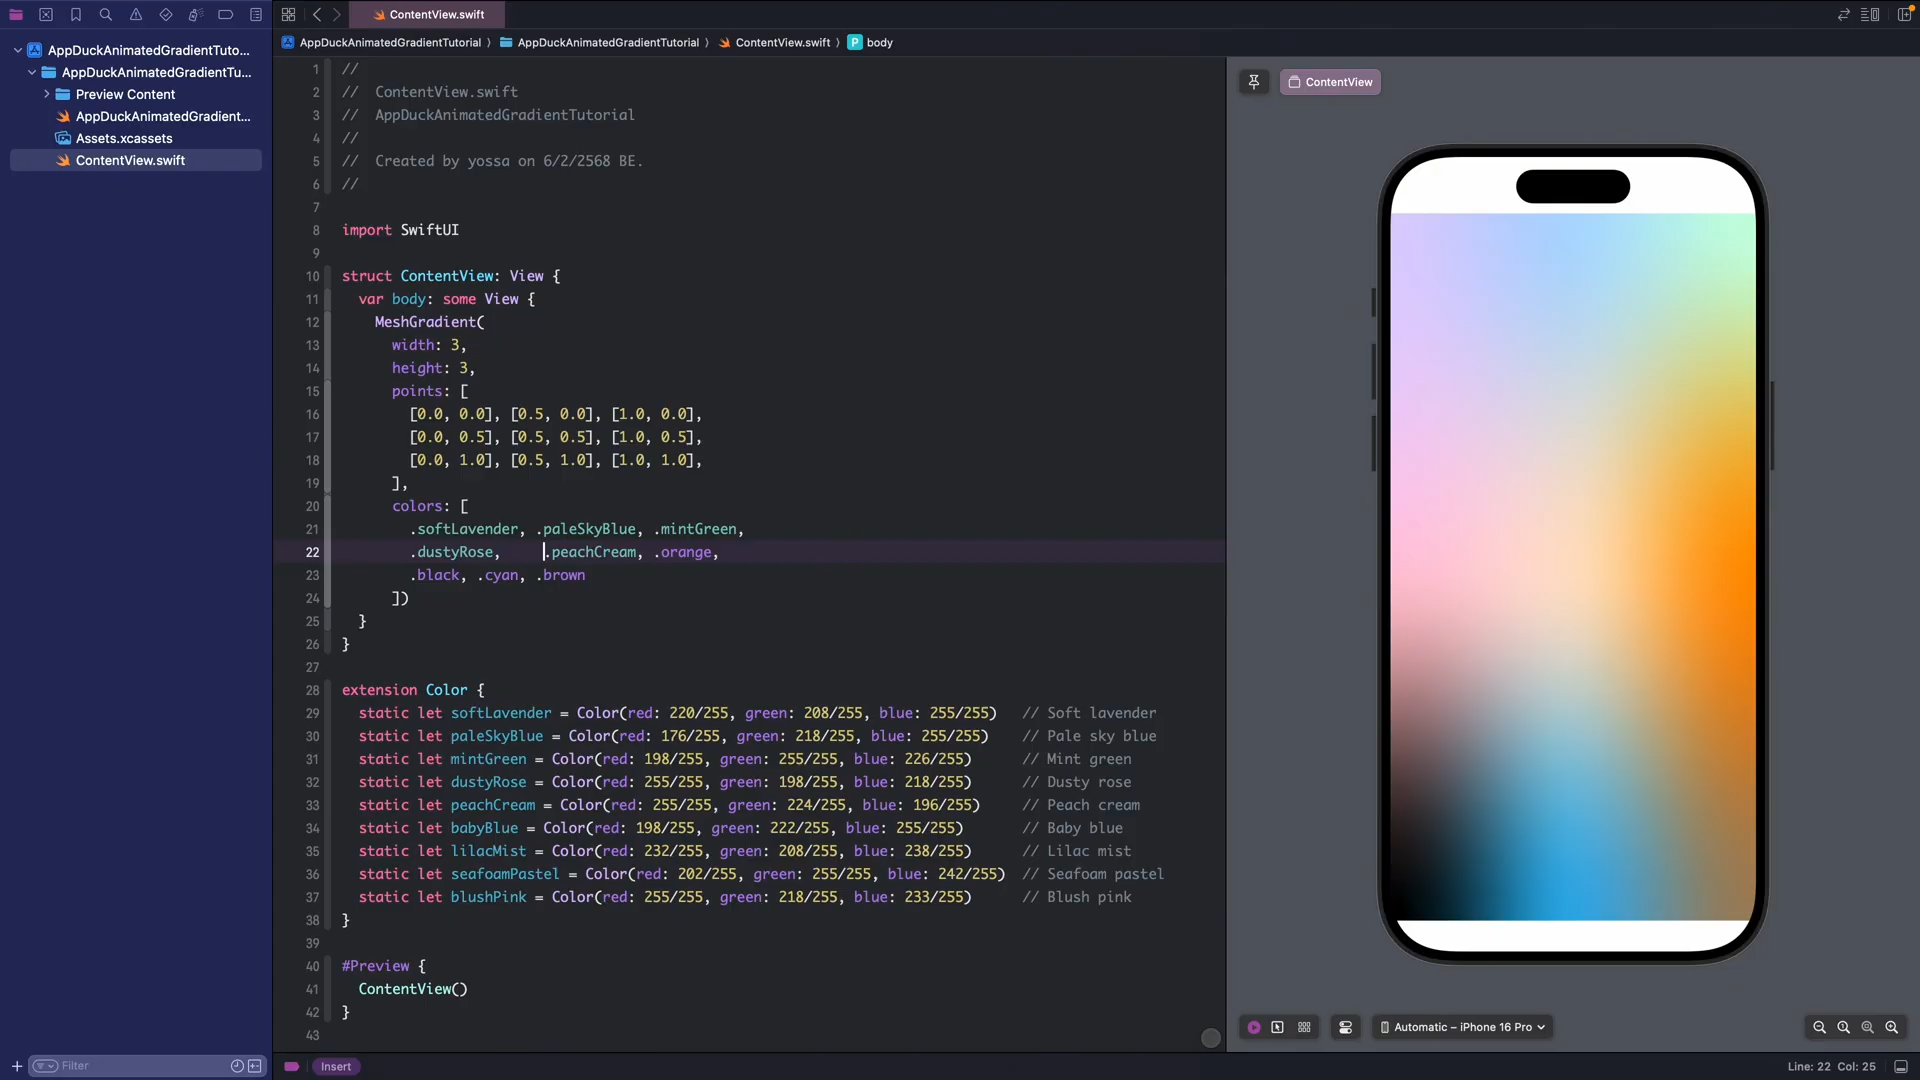 ContentView.swift
AppDuckAnimatedGradientTutorial
AppDuckAnimatedGradientTutorial
ContentView.swift
P
body
AppDuckAnimatedGradientTuto...
AppDuckAnimatedGradientTu...
Preview Content
AppDuckAnimatedGradient...
Assets.xcassets
ContentView.swift
1 //
2 // ContentView.swift
3 // AppDuckAnimatedGradientTutorial
4 //
5 // Created by yossa on 6/2/2568 BE.
6 //
7
8 import SwiftUI
9
10 struct ContentView: View {
11 var body: some View {
12 MeshGradient(
13 width: 3,
14 height: 3,
15 points: [
16 [0.0, 0.0], [0.5, 0.0], [1.0, 0.0],
17 [0.0, 0.5], [0.5, 0.5], [1.0, 0.5],
18 [0.0, 1.0], [0.5, 1.0], [1.0, 1.0],
19 ],
20 colors: [
21 .softLavender, .paleSkyBlue, .mintGreen,
22 .dustyRose, .peachCream, .orange,
23 .black, .cyan, .brown
24 ])
25 }
26 }
27
28 extension Color {
29 static let softLavender = Color(red: 220/255, green: 208/255, blue: 255/255) // Soft lavender
30 static let paleSkyBlue = Color(red: 176/255, green: 218/255, blue: 255/255) // Pale sky blue
31 static let mintGreen = Color(red: 198/255, green: 255/255, blue: 226/255) // Mint green
32 static let dustyRose = Color(red: 255/255, green: 198/255, blue: 218/255) // Dusty rose
33 static let peachCream = Color(red: 255/255, green: 224/255, blue: 196/255) // Peach cream
34 static let babyBlue = Color(red: 198/255, green: 222/255, blue: 255/255) // Baby blue
35 static let lilacMist = Color(red: 232/255, green: 208/255, blue: 238/255) // Lilac mist
36 static let seafoamPastel = Color(red: 202/255, green: 255/255, blue: 242/255) // Seafoam pastel
37 static let blushPink = Color(red: 255/255, green: 218/255, blue: 233/255) // Blush pink
38 }
39
40 #Preview {
41 ContentView()
42 }
43
ContentView
Automatic – iPhone 16 Pro
Filter
Insert
Line: 22 Col: 25